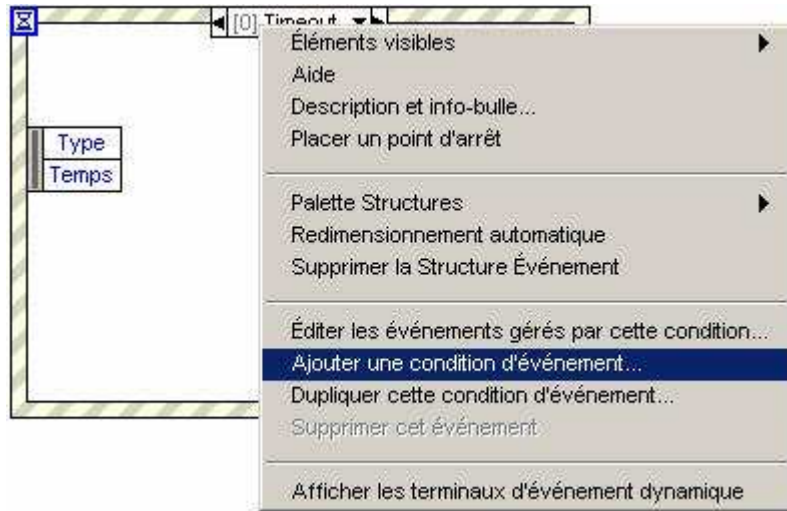 [0] Timeout
Éléments visibles
Aide
Description et info-bulle...
Placer un point d'arrêt
Type
Temps
Palette Structures
Redimensionnement automatique
Supprimer la Structure Événement
Éditer les événements gérés par cette condition...
Ajouter une condition d'événement...
Dupliquer cette condition d'événement...
Supprimer cet événement
Afficher les terminaux d'événement dynamique